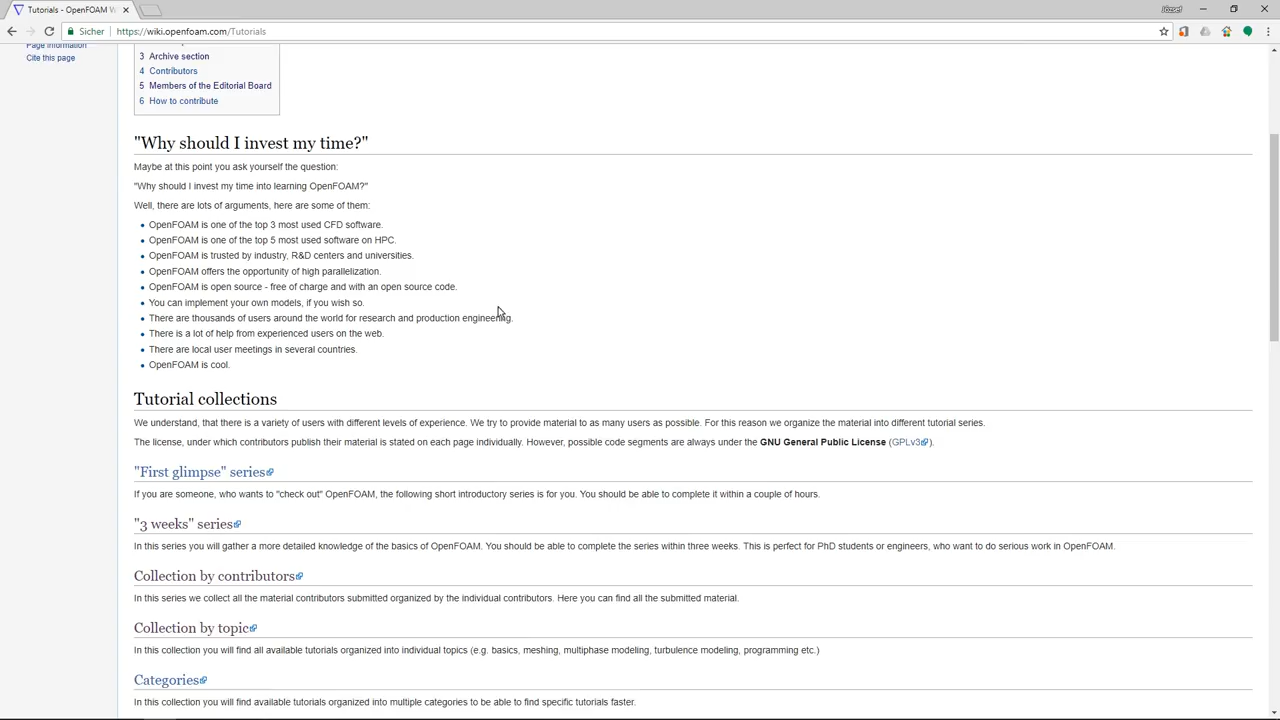 Tutorials - OpenFOAM W
József
Sicher
https://wiki.openfoam.com/Tutorials
Page information
Cite this page
3 Archive section
4 Contributors
5 Members of the Editorial Board
6 How to contribute
"Why should I invest my time?"
Maybe at this point you ask yourself the question:
"Why should I invest my time into learning OpenFOAM?"
Well, there are lots of arguments, here are some of them:
OpenFOAM is one of the top 3 most used CFD software.
OpenFOAM is one of the top 5 most used software on HPC.
OpenFOAM is trusted by industry, R&D centers and universities.
OpenFOAM offers the opportunity of high parallelization.
OpenFOAM is open source - free of charge and with an open source code.
You can implement your own models, if you wish so.
There are thousands of users around the world for research and production engineering.
There is a lot of help from experienced users on the web.
There are local user meetings in several countries.
OpenFOAM is cool.
Tutorial collections
We understand, that there is a variety of users with different levels of experience. We try to provide material to as many users as possible. For this reason we organize the material into different tutorial series.
The license, under which contributors publish their material is stated on each page individually. However, possible code segments are always under the GNU General Public License (GPLv3).
"First glimpse" series
If you are someone, who wants to "check out" OpenFOAM, the following short introductory series is for you. You should be able to complete it within a couple of hours.
"3 weeks" series
In this series you will gather a more detailed knowledge of the basics of OpenFOAM. You should be able to complete the series within three weeks. This is perfect for PhD students or engineers, who want to do serious work in OpenFOAM.
Collection by contributors
In this series we collect all the material contributors submitted organized by the individual contributors. Here you can find all the submitted material.
Collection by topic
In this collection you will find all available tutorials organized into individual topics (e.g. basics, meshing, multiphase modeling, turbulence modeling, programming etc.)
Categories
In this collection you will find available tutorials organized into multiple categories to be able to find specific tutorials faster.